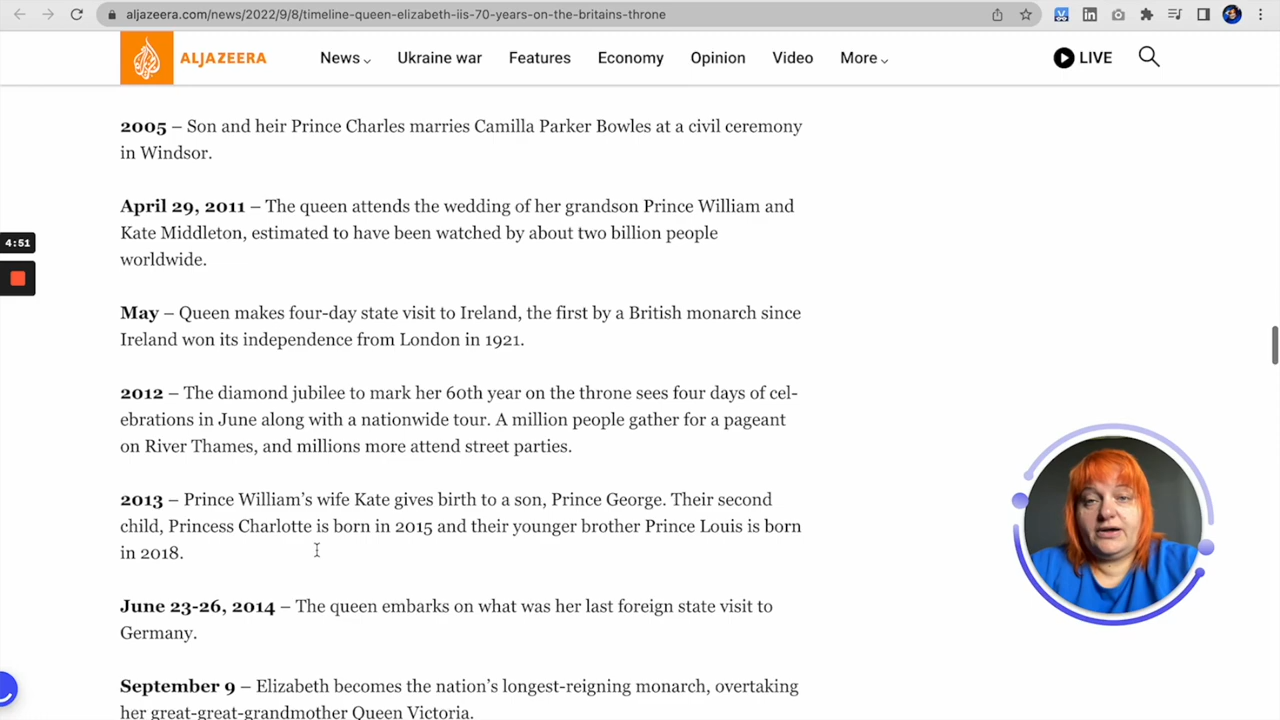 aljazeera.com/news/2022/9/8/timeline-queen-elizabeth-iis-70-years-on-the-britains-throne
ALJAZEERA
News
Ukraine war
Features
Economy
Opinion
Video
More
LIVE
2005 – Son and heir Prince Charles marries Camilla Parker Bowles at a civil ceremony
in Windsor.
April 29, 2011 – The queen attends the wedding of her grandson Prince William and
Kate Middleton, estimated to have been watched by about two billion people
worldwide.
4:51
May – Queen makes four-day state visit to Ireland, the first by a British monarch since
Ireland won its independence from London in 1921.
2012 – The diamond jubilee to mark her 60th year on the throne sees four days of cel-
ebrations in June along with a nationwide tour. A million people gather for a pageant
on River Thames, and millions more attend street parties.
2013 – Prince William's wife Kate gives birth to a son, Prince George. Their second
child, Princess Charlotte is born in 2015 and their younger brother Prince Louis is born
in 2018.
June 23-26, 2014 – The queen embarks on what was her last foreign state visit to
Germany.
September 9 – Elizabeth becomes the nation's longest-reigning monarch, overtaking
her great-great-grandmother Queen Victoria.